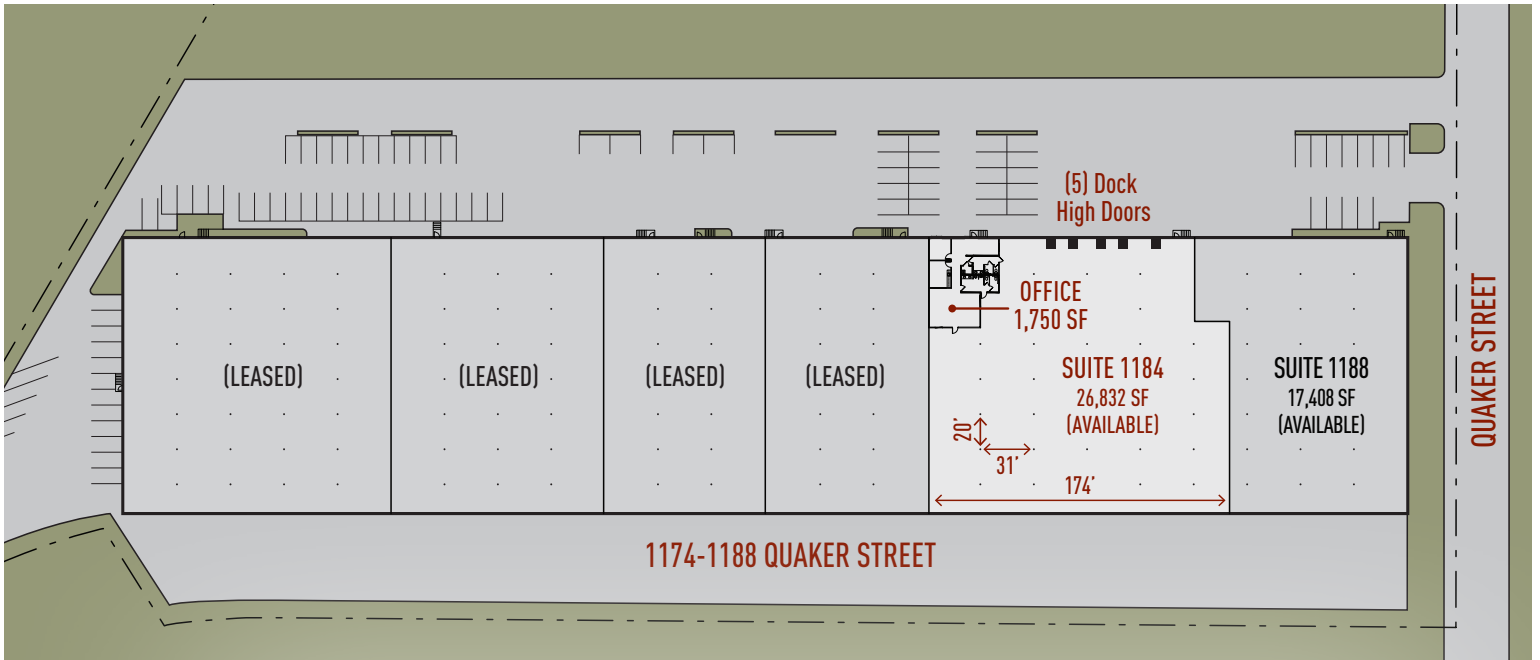 (5) Dock
High Doors
OFFICE
1,750 SF
(LEASED)
(LEASED)
(LEASED)
(LEASED)
SUITE 1184
26,832 SF
(AVAILABLE)
SUITE 1188
17,408 SF
(AVAILABLE)
QUAKER STREET
20'
31'
174'
1174-1188 QUAKER STREET